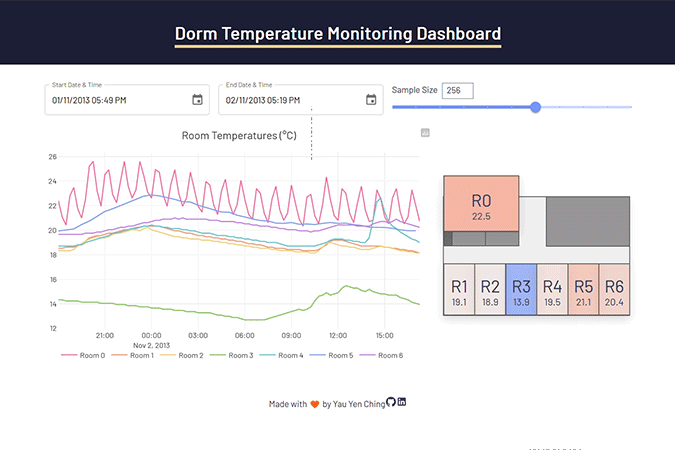 Dorm Temperature Monitoring Dashboard
Start Date & Time
01/11/2013 05:49 PM
End Date & Time
02/11/2013 05:19 PM
Sample Size 256
Room Temperatures (°C)
26
24
22
20
18
16
14
12
21:00 00:00 03:00 06:00 09:00 12:00 15:00
Nov 2, 2013
Room 0 Room 1 Room 2 Room 3 Room 4 Room 5 Room 6
R0
22.5
R1 R2 R3 R4 R5 R6
19.1 18.9 13.9 19.5 21.1 20.4
Made with by Yau Yen Ching